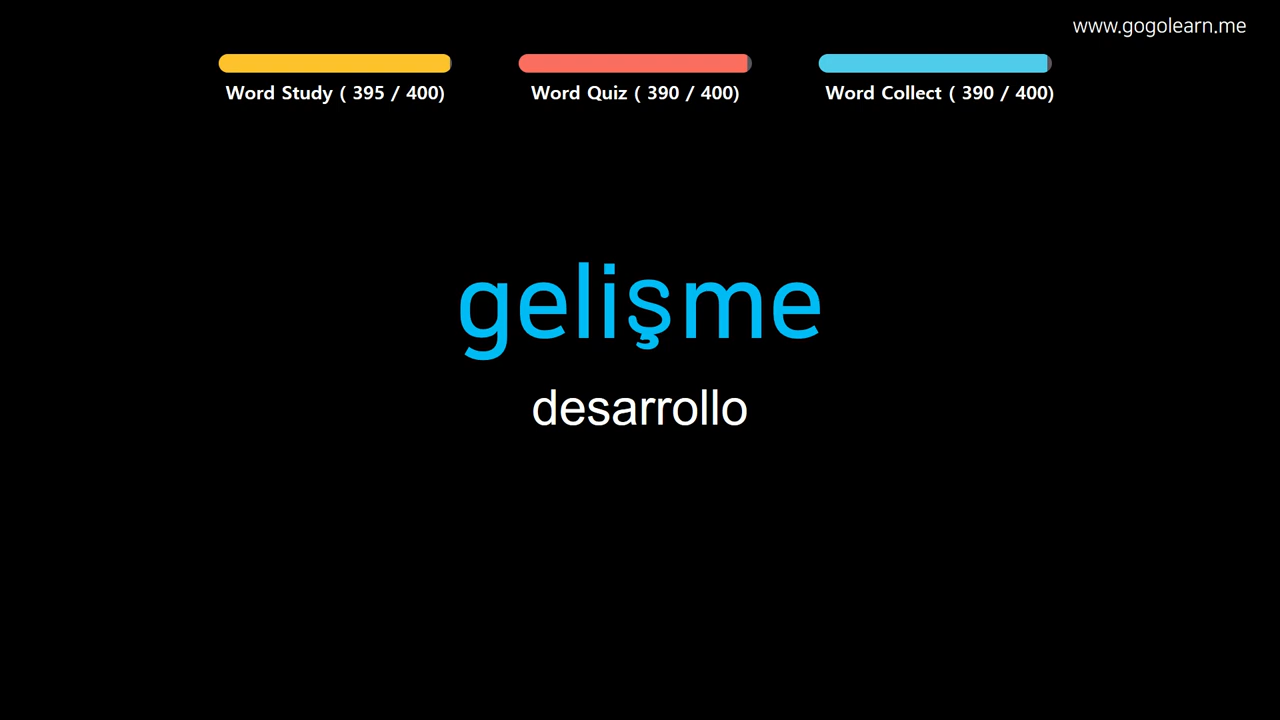 www.gogolearn.me
Word Study ( 395 / 400)
Word Quiz ( 390 / 400)
Word Collect ( 390 / 400)
gelişme
desarrollo